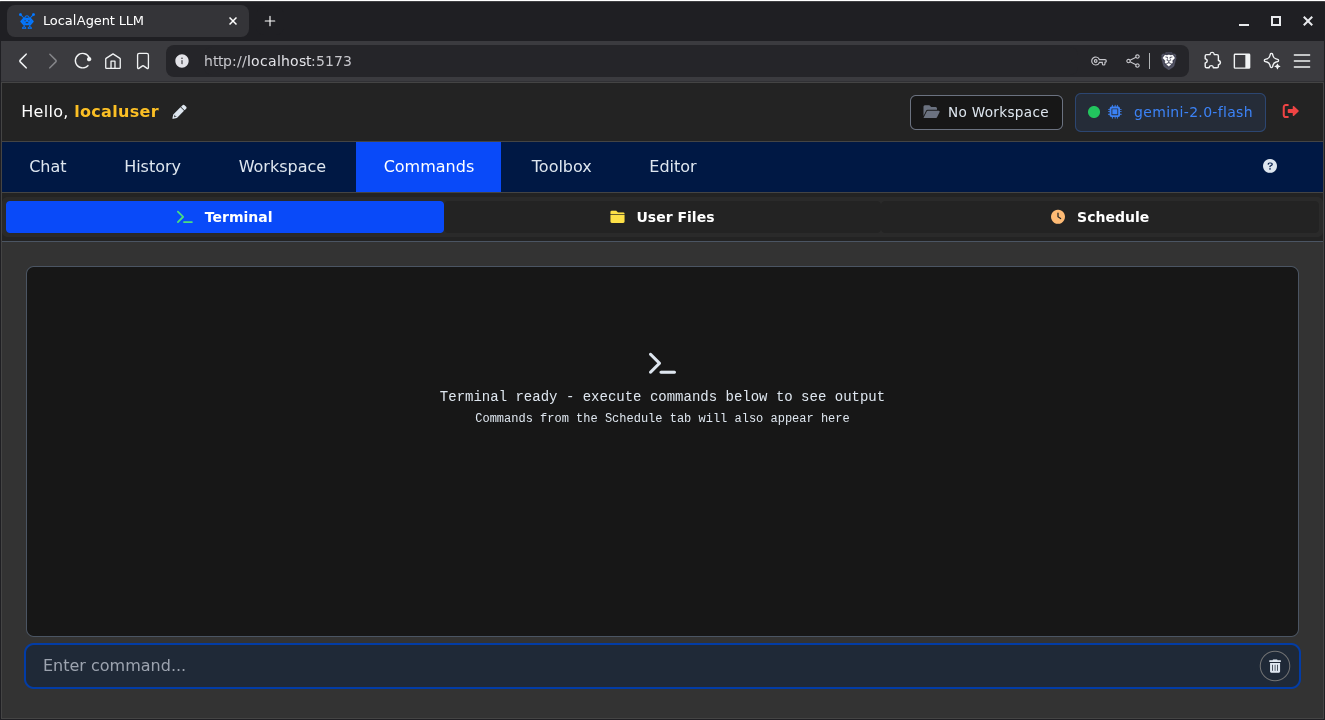 LocalAgent LLM
http://localhost:5173
Hello, localuser
No Workspace
gemini-2.0-flash
Chat History Workspace Commands Toolbox Editor
Terminal User Files Schedule
Terminal ready - execute commands below to see output
Commands from the Schedule tab will also appear here
Enter command...